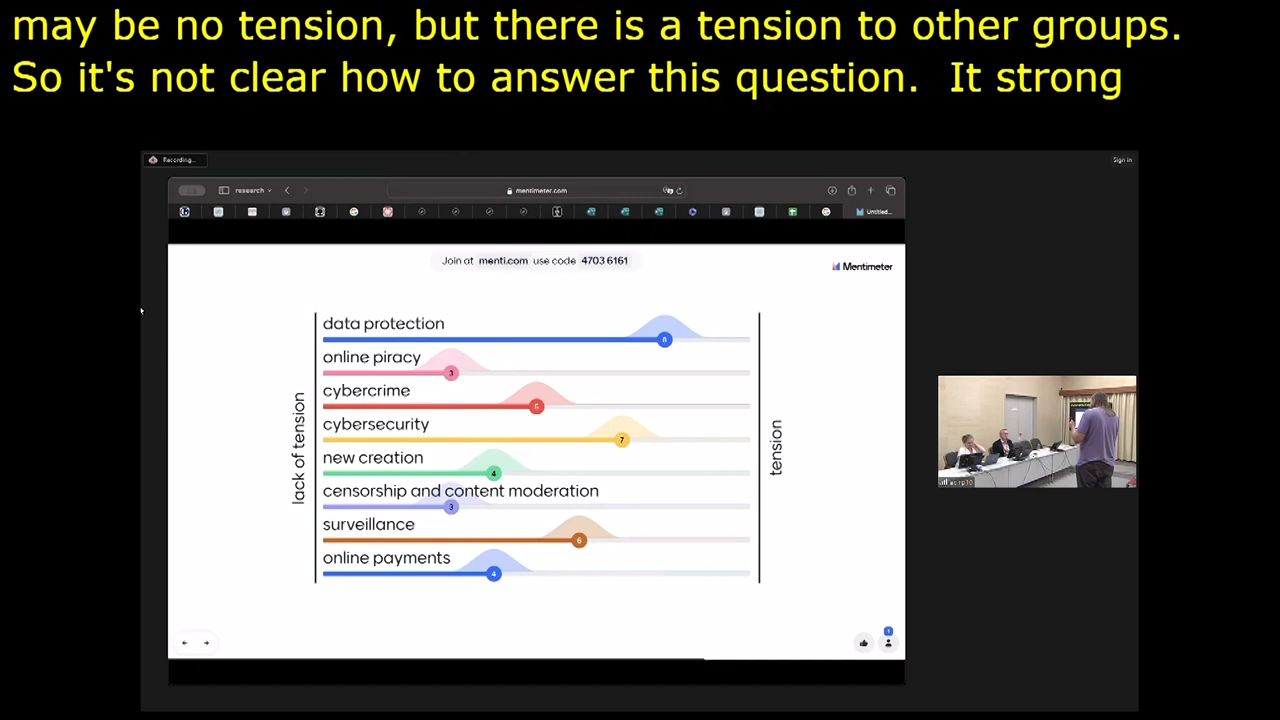 may be no tension, but there is a tension to other groups.
So it's not clear how to answer this question.  It strong
Recording...
Sign in
research
mentimeter.com
Untitled...
Join at menti.com use code 4703 6161
Mentimeter
lack of tension
data protection
8
online piracy
3
cybercrime
5
cybersecurity
7
new creation
4
censorship and content moderation
3
surveillance
6
online payments
4
tension
1